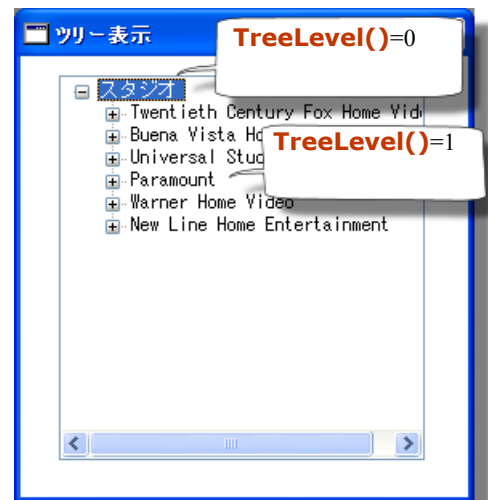 ツリー表示
TreeLevel()=0
スタジオ
Twentieth Century Fox Home Vid
Buena Vista Ho
TreeLevel()=1
Universal Stud
Paramount
Warner Home Video
New Line Home Entertainment